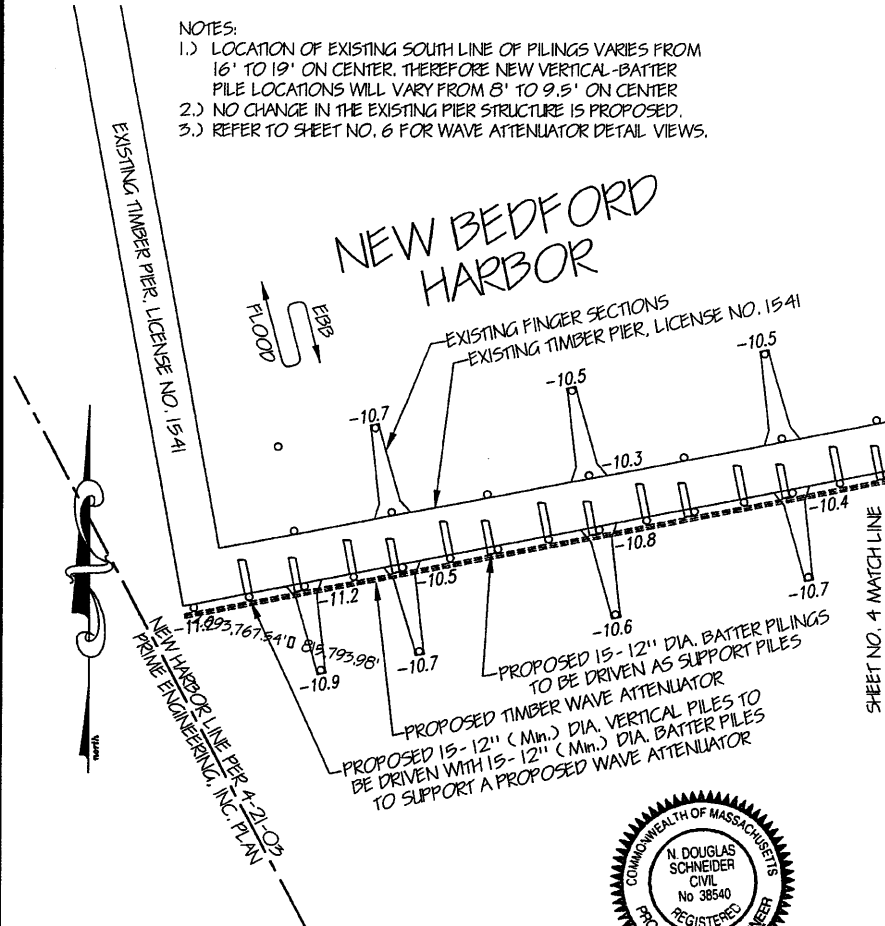 NOTES:
1.) LOCATION OF EXISTING SOUTH LINE OF PILINGS VARIES FROM
16' TO 19' ON CENTER, THEREFORE NEW VERTICAL-BATTER
PILE LOCATIONS WILL VARY FROM 8' TO 9.5' ON CENTER
2.) NO CHANGE IN THE EXISTING PIER STRUCTURE IS PROPOSED.
3.) REFER TO SHEET NO. 6 FOR WAVE ATTENUATOR DETAIL VIEWS.
EXISTING TIMBER PIER, LICENSE NO. 1541
NEW BEDFORD
HARBOR
FLOOD
EBB
EXISTING FINGER SECTIONS
EXISTING TIMBER PIER, LICENSE NO. 1541
-10.7
-10.5
-10.5
-10.3
-10.4
-10.8
-10.5
-11.2
-10.7
-10.6
-10.7
-10.9
815,793.98'
north
NEW HARBOR LINE PER 4-21-03
PRIME ENGINEERING, INC. PLAN
PROPOSED 15- 12" DIA. BATTER PILINGS
TO BE DRIVEN AS SUPPORT PILES
PROPOSED TIMBER WAVE ATTENUATOR
PROPOSED 15- 12" (Min.) DIA. VERTICAL PILES TO
BE DRIVEN WITH 15- 12" (Min.) DIA. BATTER PILES
TO SUPPORT A PROPOSED WAVE ATTENUATOR
SHEET NO. 4 MATCH LINE
COMMONWEALTH OF MASSACHUSETTS
N. DOUGLAS
SCHNEIDER
CIVIL
No 38540
REGISTERED